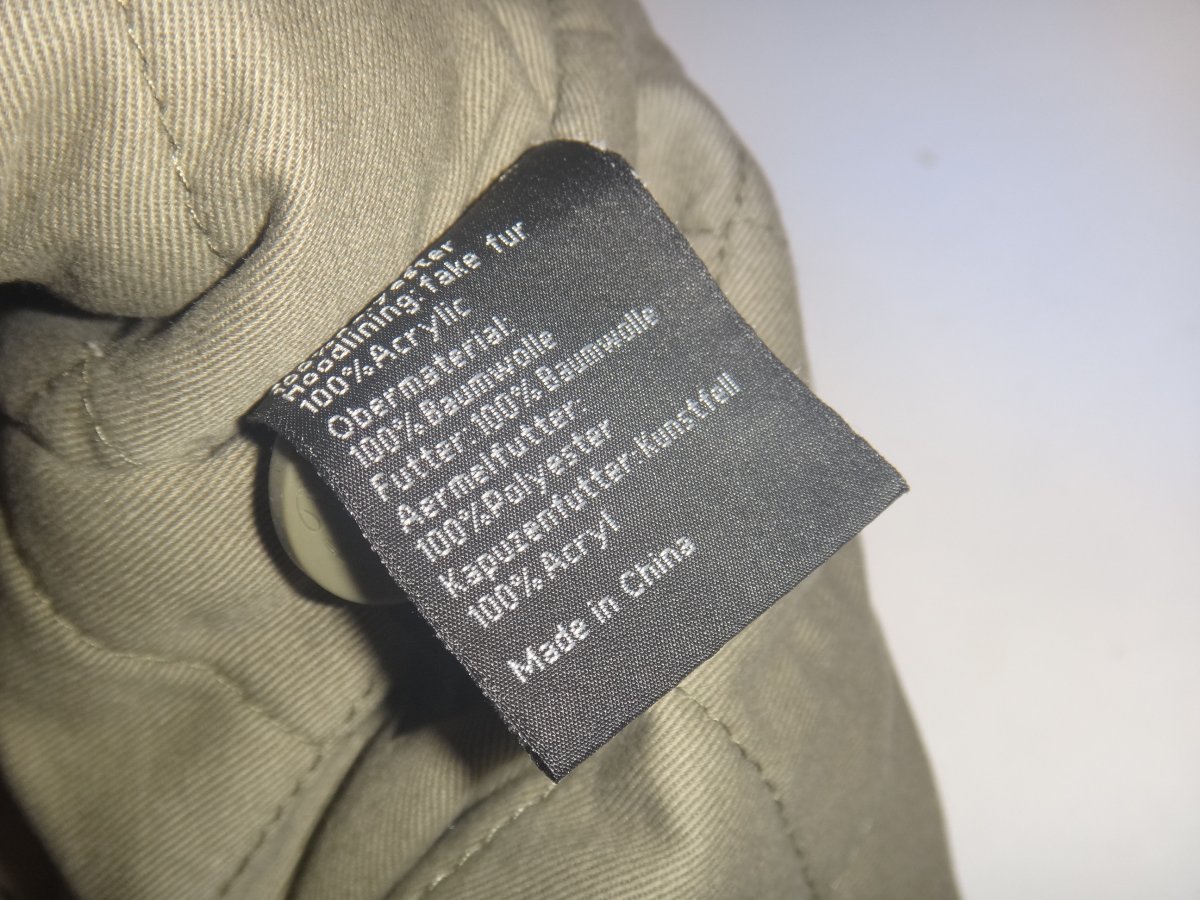 Hoodlining:fake fur
100%Acrylic
Obermaterial:
100%Baumwolle
Futter:100%Baumwolle
Aermelfutter:
100%Polyester
Kapuzemfutter:Kunstfell
100%Acryl
Made in China